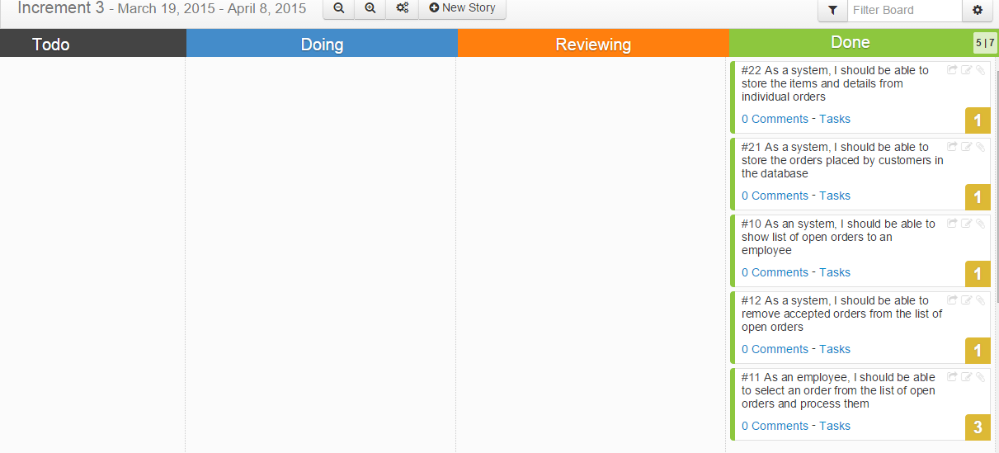 Increment 3 - March 19, 2015 - April 8, 2015
New Story
Filter Board
Todo
Doing
Reviewing
Done
5 | 7
#22 As a system, I should be able to
store the items and details from
individual orders
0 Comments - Tasks
1
#21 As a system, I should be able to
store the orders placed by customers in
the database
0 Comments - Tasks
1
#10 As an system, I should be able to
show list of open orders to an
employee
0 Comments - Tasks
1
#12 As a system, I should be able to
remove accepted orders from the list of
open orders
0 Comments - Tasks
1
#11 As an employee, I should be able
to select an order from the list of open
orders and process them
0 Comments - Tasks
3